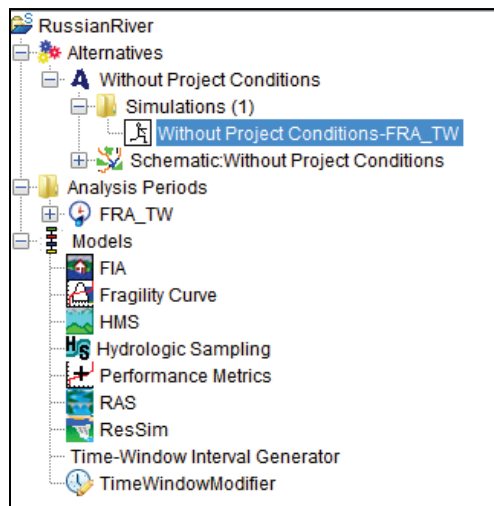 RussianRiver
Alternatives
Without Project Conditions
Simulations (1)
Without Project Conditions-FRA_TW
Schematic:Without Project Conditions
Analysis Periods
FRA_TW
Models
FIA
Fragility Curve
HMS
Hydrologic Sampling
Performance Metrics
RAS
ResSim
Time-Window Interval Generator
TimeWindowModifier